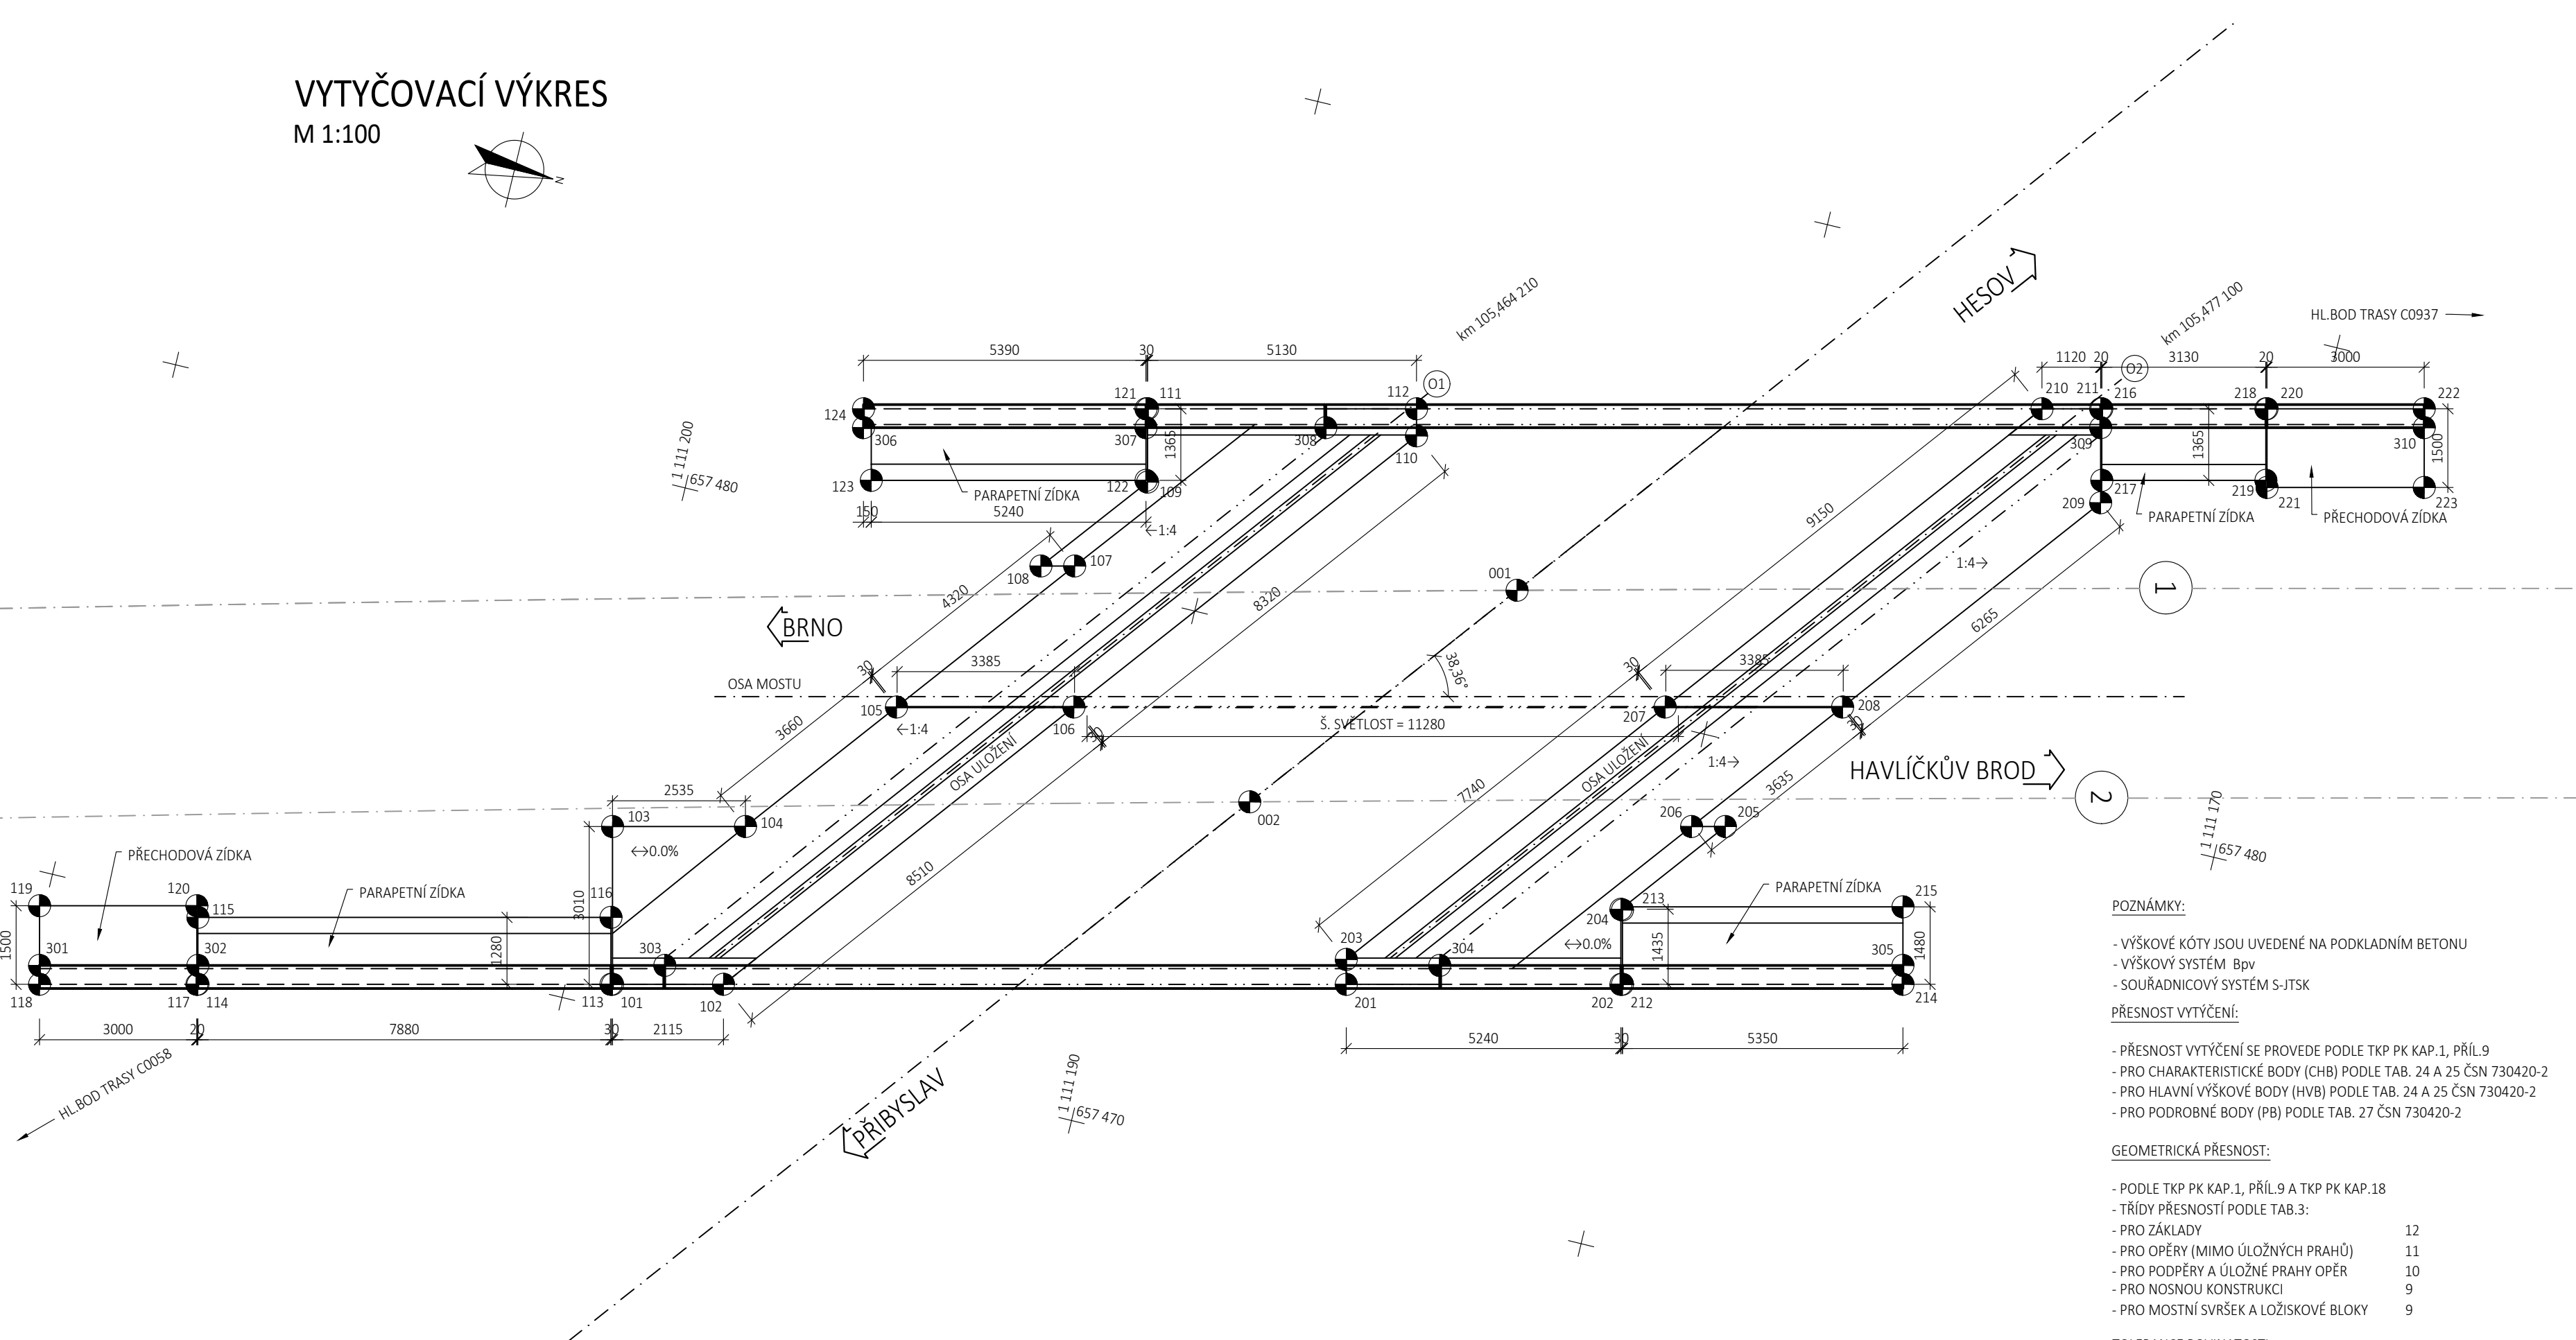 VYTYČOVACÍ VÝKRES
M 1:100
N
HESOV
km 105,464 210
km 105,477 100
HL.BOD TRASY C0937
5390
30
5130
1120
20
3130
20
3000
O1
O2
124
121
111
112
210
211
216
218
220
222
306
307
308
110
309
310
1365
1365
1500
123
122
109
217
209
219
221
223
PARAPETNÍ ZÍDKA
PARAPETNÍ ZÍDKA
PŘECHODOVÁ ZÍDKA
150
5240
1:4
1 111 200
657 480
108
107
001
9150
1:4
1
4320
8320
6265
BRNO
30
3385
38,36°
30
3385
OSA MOSTU
105
1:4
106
30
Š. SVĚTLOST = 11280
207
208
30
3660
OSA ULOŽENÍ
OSA ULOŽENÍ
1:4
HAVLÍČKŮV BROD
2535
7740
3635
2
103
104
002
206
205
0.0%
1 111 170
657 480
PŘECHODOVÁ ZÍDKA
PARAPETNÍ ZÍDKA
8510
PARAPETNÍ ZÍDKA
119
120
115
116
3010
1280
1500
213
204
215
203
0.0%
1435
1480
301
302
303
304
305
118
117
114
113
101
102
201
202
212
214
3000
20
7880
30
2115
5240
30
5350
HL.BOD TRASY C0058
PŘIBYSLAV
1 111 190
657 470
POZNÁMKY:
- VÝŠKOVÉ KÓTY JSOU UVEDENÉ NA PODKLADNÍM BETONU
- VÝŠKOVÝ SYSTÉM Bpv
- SOUŘADNICOVÝ SYSTÉM S-JTSK
PŘESNOST VYTÝČENÍ:
- PŘESNOST VYTÝČENÍ SE PROVEDE PODLE TKP PK KAP.1, PŘÍL.9
- PRO CHARAKTERISTICKÉ BODY (CHB) PODLE TAB. 24 A 25 ČSN 730420-2
- PRO HLAVNÍ VÝŠKOVÉ BODY (HVB) PODLE TAB. 24 A 25 ČSN 730420-2
- PRO PODROBNÉ BODY (PB) PODLE TAB. 27 ČSN 730420-2
GEOMETRICKÁ PŘESNOST:
- PODLE TKP PK KAP.1, PŘÍL.9 A TKP PK KAP.18
- TŘÍDY PŘESNOSTÍ PODLE TAB.3:
- PRO ZÁKLADY 12
- PRO OPĚRY (MIMO ÚLOŽNÝCH PRAHŮ) 11
- PRO PODPĚRY A ÚLOŽNÉ PRAHY OPĚR 10
- PRO NOSNOU KONSTRUKCI 9
- PRO MOSTNÍ SVRŠEK A LOŽISKOVÉ BLOKY 9